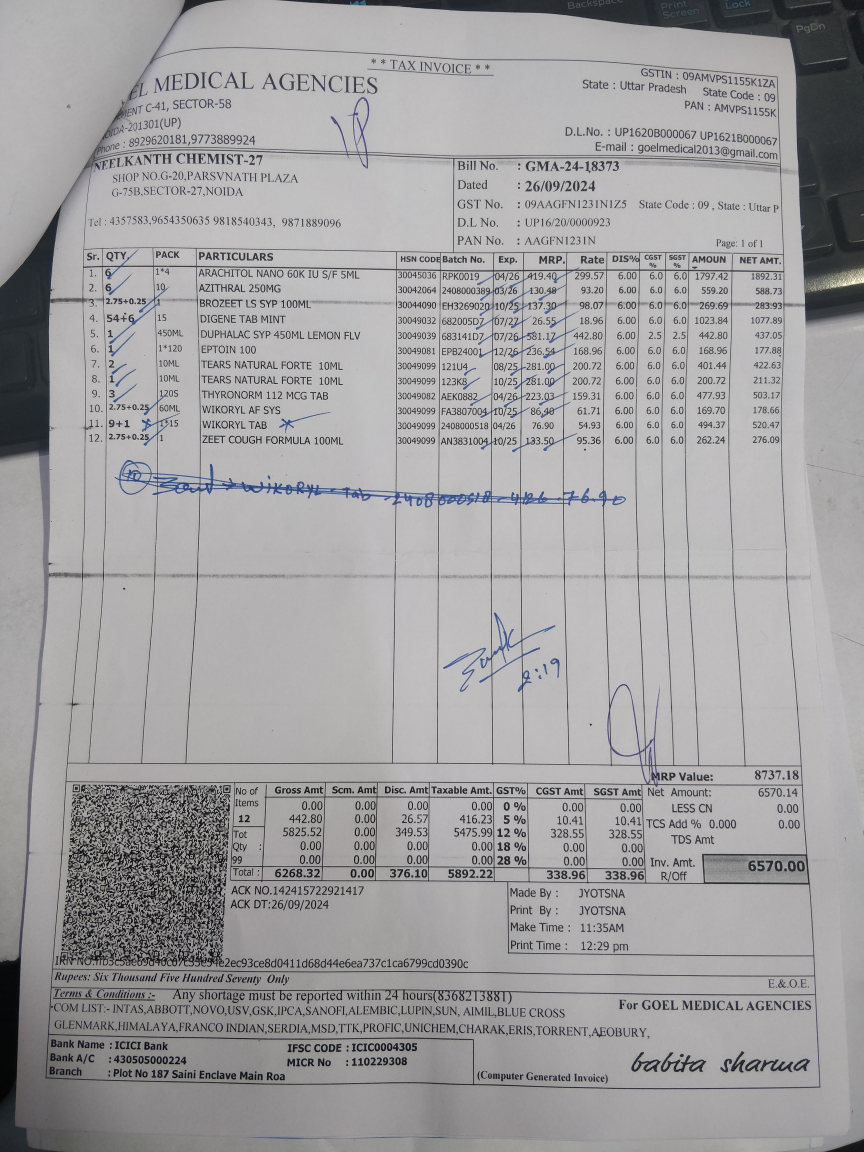 Print Screen
Lock
PgDn
* * TAX INVOICE * *
EL MEDICAL AGENCIES
MENT C-41, SECTOR-58
OIDA-201301(UP)
Phone : 8929620181,9773889924
GSTIN : 09AMVPS1155K1ZA
State : Uttar Pradesh State Code : 09
PAN : AMVPS1155K
D.L.No. : UP1620B000067 UP1621B000067
E-mail : goelmedical2013@gmail.com
NEELKANTH CHEMIST-27
SHOP NO.G-20,PARSVNATH PLAZA
G-75B,SECTOR-27,NOIDA
Tel : 4357583,9654350635 9818540343, 9871889096
Bill No. : GMA-24-18373
Dated : 26/09/2024
GST No. : 09AAGFN1231N1Z5 State Code : 09 , State : Uttar P
D.L No. : UP16/20/0000923
PAN No. : AAGFN1231N
Page: 1 of 1
Sr. QTY. PACK PARTICULARS HSN CODE Batch No. Exp. MRP. Rate DIS% CGST % SGST % AMOUN NET AMT.
1. 6 1*4 ARACHITOL NANO 60K IU S/F 5ML 30045036 RPK0019 04/26 419.40 299.57 6.00 6.0 6.0 1797.42 1892.31
2. 6 10 AZITHRAL 250MG 30042064 2408000389 03/26 130.48 93.20 6.00 6.0 6.0 559.20 588.73
3. 2.75+0.25 1 BROZEET LS SYP 100ML 30044090 EH3269020 10/25 137.30 98.07 6.00 6.0 6.0 269.69 283.93
4. 54+6 15 DIGENE TAB MINT 30049032 682005D7 07/27 26.55 18.96 6.00 6.0 6.0 1023.84 1077.89
5. 1 450ML DUPHALAC SYP 450ML LEMON FLV 30049039 683141D7 07/26 581.17 442.80 6.00 2.5 2.5 442.80 437.05
6. 1 1*120 EPTOIN 100 30049081 EPB24001 12/26 236.54 168.96 6.00 6.0 6.0 168.96 177.88
7. 2 10ML TEARS NATURAL FORTE 10ML 30049099 121U4 08/25 281.00 200.72 6.00 6.0 6.0 401.44 422.63
8. 1 10ML TEARS NATURAL FORTE 10ML 30049099 123K8 10/25 281.00 200.72 6.00 6.0 6.0 200.72 211.32
9. 3 120S THYRONORM 112 MCG TAB 30049082 AEK0882 04/26 223.03 159.31 6.00 6.0 6.0 477.93 503.17
10. 2.75+0.25 60ML WIKORYL AF SYS 30049099 FA3807004 10/25 86.40 61.71 6.00 6.0 6.0 169.70 178.66
11. 9+1 1*15 WIKORYL TAB 30049099 2408000518 04/26 76.90 54.93 6.00 6.0 6.0 494.37 520.47
12. 2.75+0.25 1 ZEET COUGH FORMULA 100ML 30049099 AN3831004 10/25 133.50 95.36 6.00 6.0 6.0 262.24 276.09
10 WIKORYL - Tab - 2408000518 - 4/26 - 76.90
2:19
MRP Value: 8737.18
Net Amount: 6570.14
LESS CN 0.00
TCS Add % 0.000 0.00
TDS Amt
Inv. Amt. 6570.00
R/Off
No of Items 12 Tot Qty : 99
Gross Amt Scm. Amt Disc. Amt Taxable Amt. GST% CGST Amt SGST Amt
0.00 0.00 0.00 0.00 0 % 0.00 0.00
442.80 0.00 26.57 416.23 5 % 10.41 10.41
5825.52 0.00 349.53 5475.99 12 % 328.55 328.55
0.00 0.00 0.00 0.00 18 % 0.00 0.00
0.00 0.00 0.00 0.00 28 % 0.00 0.00
Total : 6268.32 0.00 376.10 5892.22 338.96 338.96
ACK NO.142415722921417
ACK DT:26/09/2024
Made By : JYOTSNA
Print By : JYOTSNA
Make Time : 11:35AM
Print Time : 12:29 pm
Rupees: Six Thousand Five Hundred Seventy Only
E.&O.E.
Terms & Conditions :- Any shortage must be reported within 24 hours(8368213881)
COM LIST:- INTAS,ABBOTT,NOVO,USV,GSK,IPCA,SANOFI,ALEMBIC,LUPIN,SUN, AIMIL,BLUE CROSS
GLENMARK,HIMALAYA,FRANCO INDIAN,SERDIA,MSD,TTK,PROFIC,UNICHEM,CHARAK,ERIS,TORRENT,AEOBURY,
For GOEL MEDICAL AGENCIES
Bank Name : ICICI Bank IFSC CODE : ICIC0004305
Bank A/C : 430505000224 MICR No : 110229308
Branch : Plot No 187 Saini Enclave Main Roa
(Computer Generated Invoice)
babita sharma